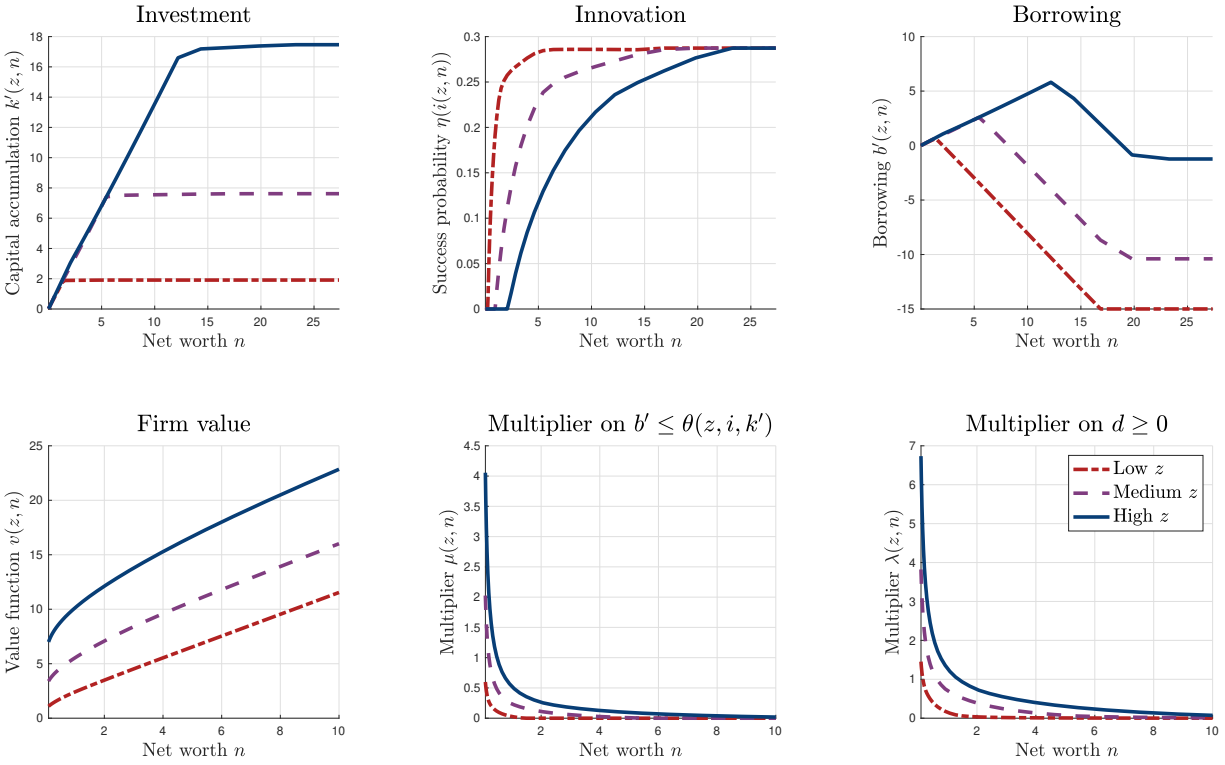 Investment
Capital accumulation k′(z, n)
18
16
14
12
10
8
6
4
2
0
5 10 15 20 25
Net worth n
Innovation
Success probability η(i(z, n))
0.3
0.25
0.2
0.15
0.1
0.05
0
5 10 15 20 25
Net worth n
Borrowing
Borrowing b′(z, n)
10
5
0
-5
-10
-15
5 10 15 20 25
Net worth n
Firm value
Value function v(z, n)
25
20
15
10
5
0
2 4 6 8 10
Net worth n
Multiplier on b′ ≤ θ(z, i, k′)
Multiplier μ(z, n)
4.5
4
3.5
3
2.5
2
1.5
1
0.5
0
2 4 6 8 10
Net worth n
Multiplier on d ≥ 0
Multiplier λ(z, n)
7
6
5
4
3
2
1
0
2 4 6 8 10
Net worth n
Low z
Medium z
High z